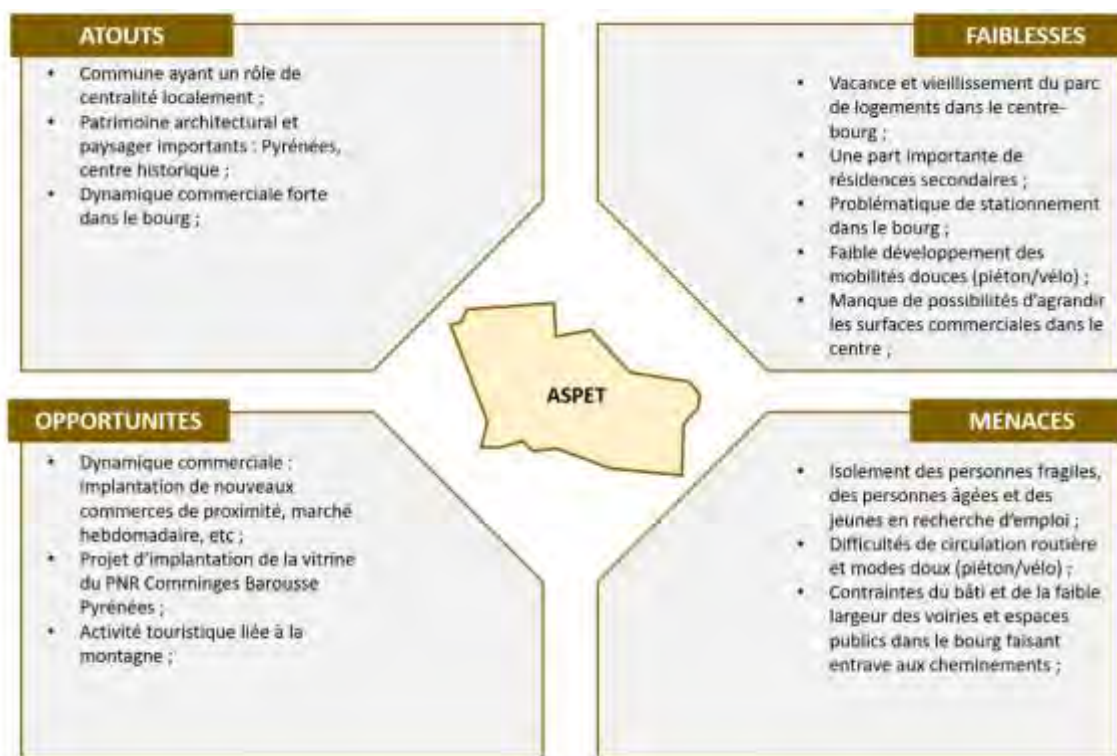 ATOUTS
• Commune ayant un rôle de
centralité localement ;
• Patrimoine architectural et
paysager importants : Pyrénées,
centre historique ;
• Dynamique commerciale forte
dans le bourg ;
FAIBLESSES
• Vacance et vieillissement du parc
de logements dans le centre-
bourg ;
• Une part importante de
résidences secondaires ;
• Problématique de stationnement
dans le bourg ;
• Faible développement des
mobilités douces (piéton/vélo) ;
• Manque de possibilités d'agrandir
les surfaces commerciales dans le
centre ;
ASPET
OPPORTUNITES
• Dynamique commerciale :
Implantation de nouveaux
commerces de proximité, marché
hebdomadaire, etc ;
• Projet d'implantation de la vitrine
du PNR Comminges Barousse
Pyrénées ;
• Activité touristique liée à la
montagne ;
MENACES
• Isolement des personnes fragiles,
des personnes âgées et des
jeunes en recherche d'emploi ;
• Difficultés de circulation routière
et modes doux (piéton/vélo) ;
• Contraintes du bâti et de la faible
largeur des voiries et espaces
publics dans le bourg faisant
entrave aux cheminements ;